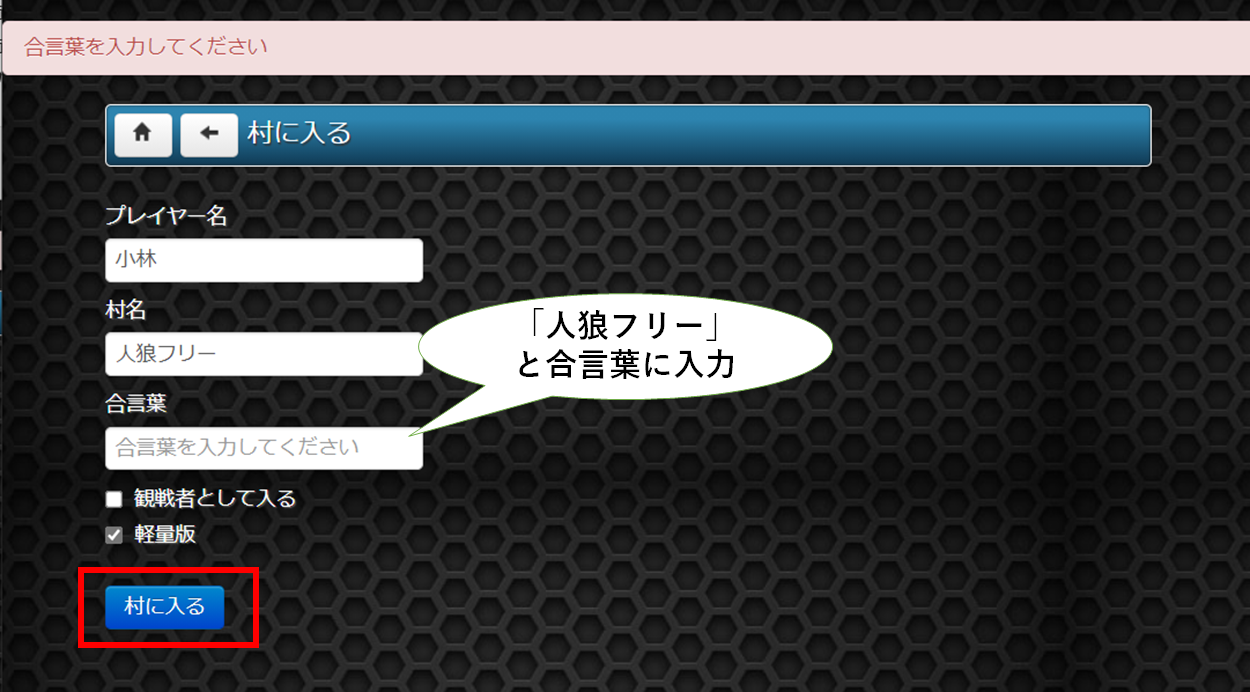 合言葉を入力してください
村に入る
プレイヤー名
小林
村名
人狼フリー
「人狼フリー」
と合言葉に入力
合言葉
合言葉を入力してください
観戦者として入る
軽量版
村に入る